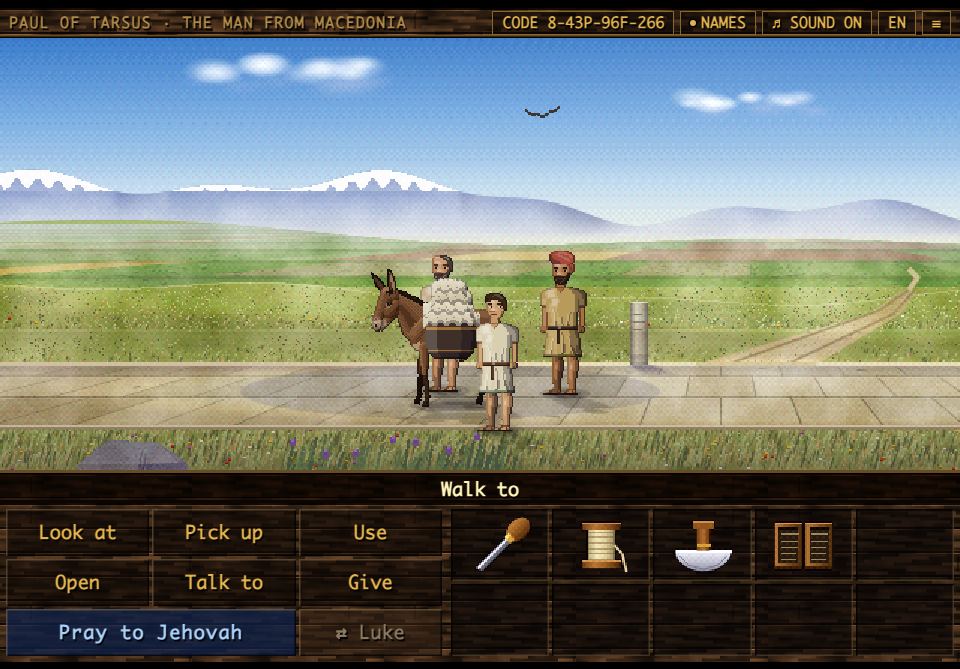 PAUL OF TARSUS · THE MAN FROM MACEDONIA
CODE 8-43P-96F-266
● NAMES
♬ SOUND ON
EN
≡
Walk to
Look at
Pick up
Use
Open
Talk to
Give
Pray to Jehovah
⇄ Luke